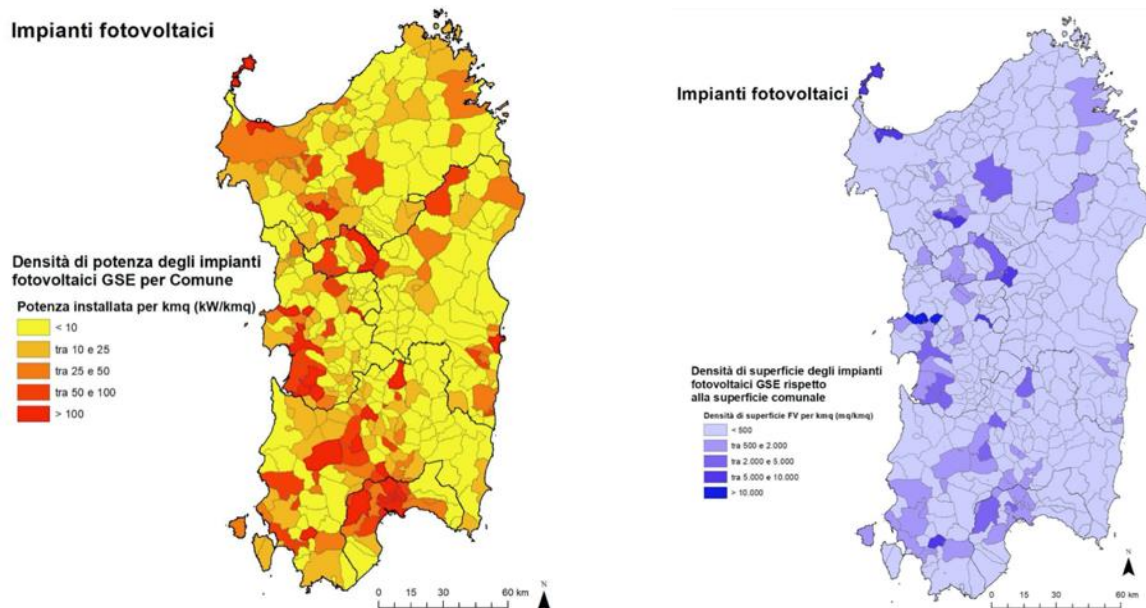 Impianti fotovoltaici
Densità di potenza degli impianti
fotovoltaici GSE per Comune
Potenza installata per kmq (kW/kmq)
< 10
tra 10 e 25
tra 25 e 50
tra 50 e 100
> 100
0 15 30 60 km
N
Impianti fotovoltaici
Densità di superficie degli impianti
fotovoltaici GSE rispetto
alla superficie comunale
Densità di superficie FV per kmq (mq/kmq)
< 500
tra 500 e 2.000
tra 2.000 e 5.000
tra 5.000 e 10.000
> 10.000
0 15 30 60 km
N